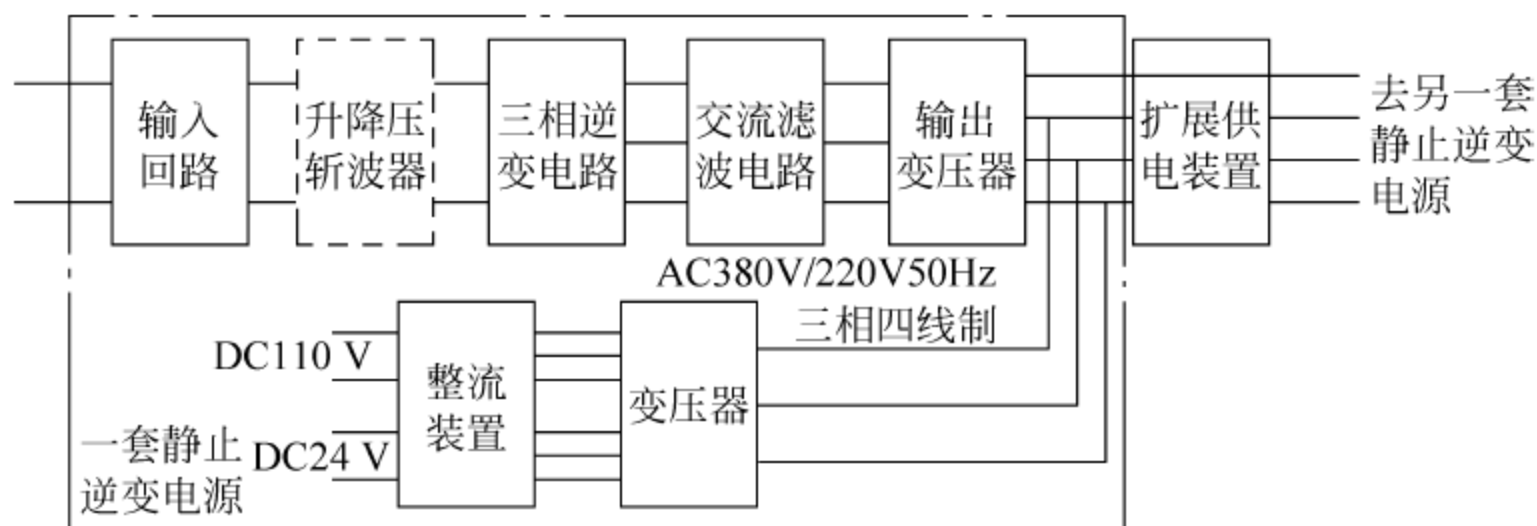 输入
回路
升降压
斩波器
三相逆
变电路
交流滤
波电路
输出
变压器
扩展供
电装置
去另一套
静止逆变
电源
AC380V/220V50Hz
三相四线制
DC110 V
整流
装置
变压器
一套静止
逆变电源
DC24 V